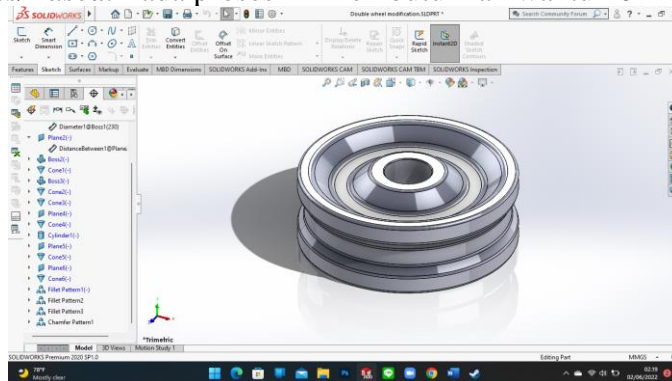 SOLIDWORKS
Double wheel modification.SLDPRT *
Search Community Forum
Sketch
Smart Dimension
Trim Entities
Convert Entities
Offset Entities
Offset On Surface
Mirror Entities
Linear Sketch Pattern
Move Entities
Display/Delete Relations
Repair Sketch
Quick Snaps
Rapid Sketch
Instant2D
Shaded Sketch Contours
Features Sketch Surfaces Markup Evaluate MBD Dimensions SOLIDWORKS Add-Ins MBD SOLIDWORKS CAM SOLIDWORKS CAM TBM SOLIDWORKS Inspection
Diameter1@Boss1(230)
Plane2(-)
DistanceBetween1@Plane.
Boss2(-)
Cone1(-)
Boss3(-)
Cone2(-)
Cone3(-)
Plane4(-)
Cone4(-)
Cylinder1(-)
Plane5(-)
Cone5(-)
Plane6(-)
Cone6(-)
Fillet Pattern1(-)
Fillet Pattern2
Fillet Pattern3
Chamfer Pattern1
*Trimetric
Model 3D Views Motion Study 1
SOLIDWORKS Premium 2020 SP1.0
Editing Part
MMGS
78°F
Mostly clear
02:19
02/06/2022